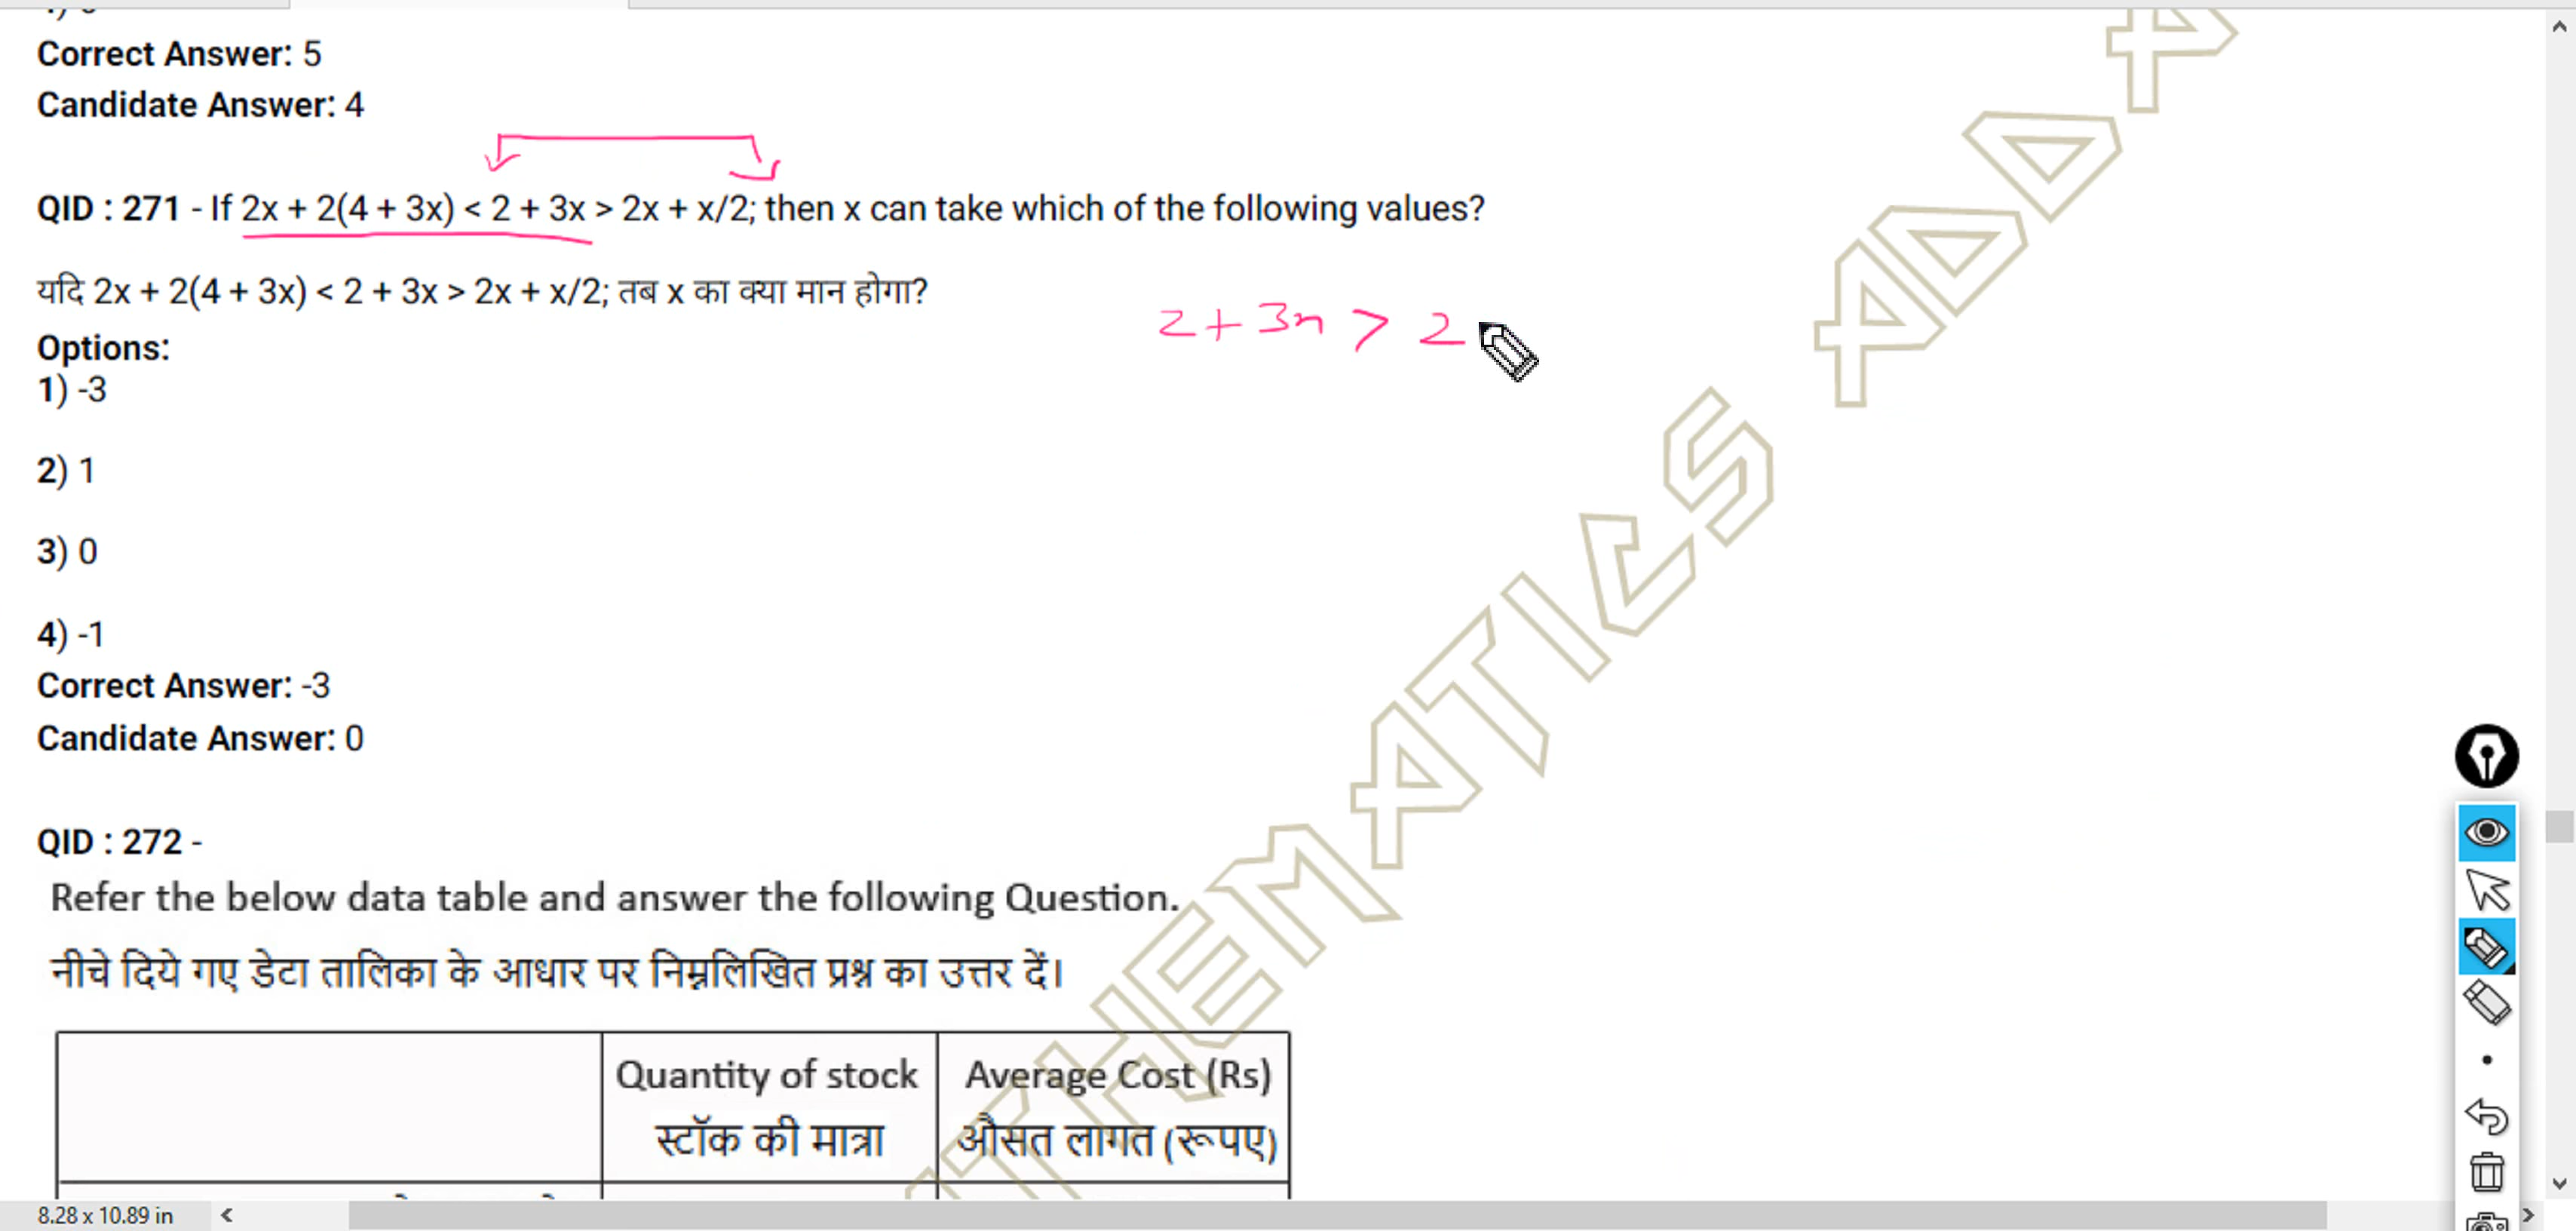 Correct Answer: 5
Candidate Answer: 4
QID : 271 - If 2x + 2(4 + 3x) < 2 + 3x > 2x + x/2; then x can take which of the following values?
यदि 2x + 2(4 + 3x) < 2 + 3x > 2x + x/2; तब x का क्या मान होगा?
2+3x > 2
Options:
1) -3
2) 1
3) 0
4) -1
Correct Answer: -3
Candidate Answer: 0
QID : 272 -
Refer the below data table and answer the following Question.
नीचे दिये गए डेटा तालिका के आधार पर निम्नलिखित प्रश्न का उत्तर दें।
Quantity of stock
स्टॉक की मात्रा
Average Cost (Rs)
औसत लागत (रूपए)
THEMATICS ADDA
8.28 x 10.89 in